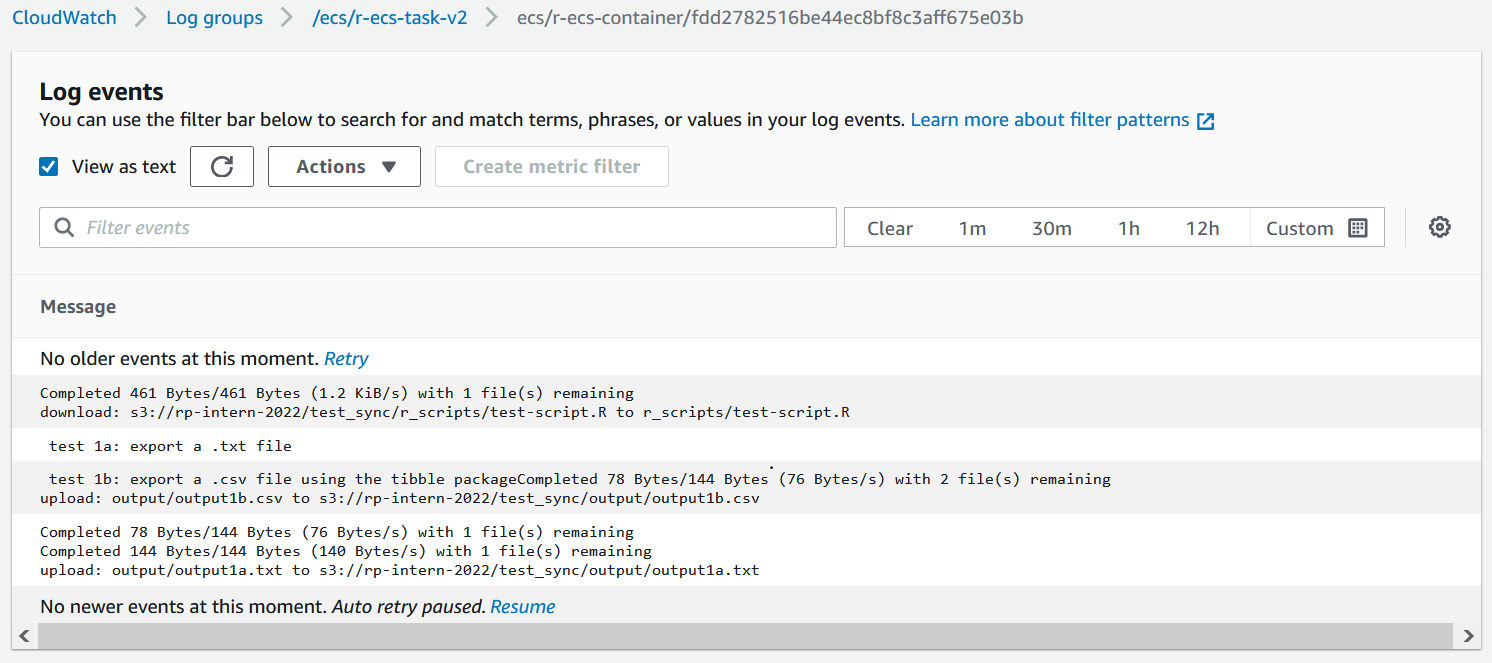 CloudWatch > Log groups > /ecs/r-ecs-task-v2 > ecs/r-ecs-container/fdd2782516be44ec8bf8c3aff675e03b
Log events
You can use the filter bar below to search for and match terms, phrases, or values in your log events. Learn more about filter patterns
View as text Actions Create metric filter
Filter events Clear 1m 30m 1h 12h Custom
Message
No older events at this moment. Retry
Completed 461 Bytes/461 Bytes (1.2 KiB/s) with 1 file(s) remaining
download: s3://rp-intern-2022/test_sync/r_scripts/test-script.R to r_scripts/test-script.R
test 1a: export a .txt file
test 1b: export a .csv file using the tibble packageCompleted 78 Bytes/144 Bytes (76 Bytes/s) with 2 file(s) remaining
upload: output/output1b.csv to s3://rp-intern-2022/test_sync/output/output1b.csv
Completed 78 Bytes/144 Bytes (76 Bytes/s) with 1 file(s) remaining
Completed 144 Bytes/144 Bytes (140 Bytes/s) with 1 file(s) remaining
upload: output/output1a.txt to s3://rp-intern-2022/test_sync/output/output1a.txt
No newer events at this moment. Auto retry paused. Resume